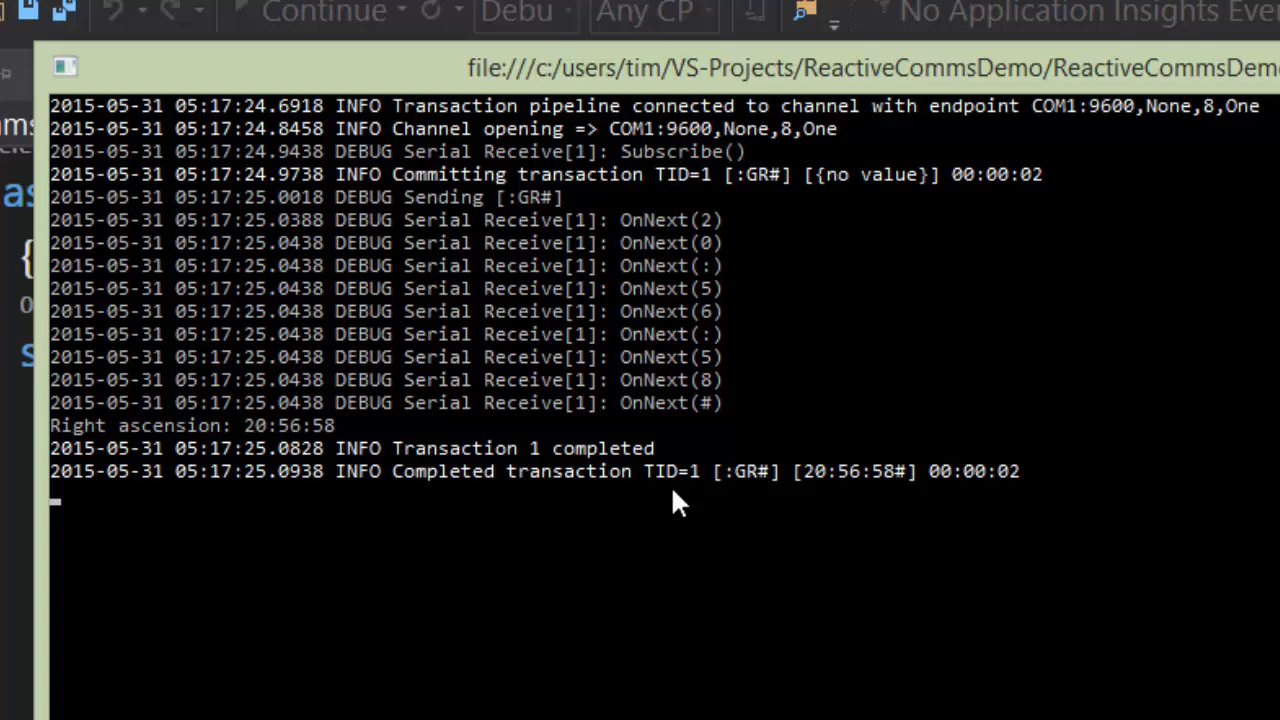 Continue Debu Any CP No Application Insights Eve
file:///c:/users/tim/VS-Projects/ReactiveCommsDemo/ReactiveCommsDem
2015-05-31 05:17:24.6918 INFO Transaction pipeline connected to channel with endpoint COM1:9600,None,8,One
2015-05-31 05:17:24.8458 INFO Channel opening => COM1:9600,None,8,One
2015-05-31 05:17:24.9438 DEBUG Serial Receive[1]: Subscribe()
2015-05-31 05:17:24.9738 INFO Committing transaction TID=1 [:GR#] [{no value}] 00:00:02
2015-05-31 05:17:25.0018 DEBUG Sending [:GR#]
2015-05-31 05:17:25.0388 DEBUG Serial Receive[1]: OnNext(2)
2015-05-31 05:17:25.0438 DEBUG Serial Receive[1]: OnNext(0)
2015-05-31 05:17:25.0438 DEBUG Serial Receive[1]: OnNext(:)
2015-05-31 05:17:25.0438 DEBUG Serial Receive[1]: OnNext(5)
2015-05-31 05:17:25.0438 DEBUG Serial Receive[1]: OnNext(6)
2015-05-31 05:17:25.0438 DEBUG Serial Receive[1]: OnNext(:)
2015-05-31 05:17:25.0438 DEBUG Serial Receive[1]: OnNext(5)
2015-05-31 05:17:25.0438 DEBUG Serial Receive[1]: OnNext(8)
2015-05-31 05:17:25.0438 DEBUG Serial Receive[1]: OnNext(#)
Right ascension: 20:56:58
2015-05-31 05:17:25.0828 INFO Transaction 1 completed
2015-05-31 05:17:25.0938 INFO Completed transaction TID=1 [:GR#] [20:56:58#] 00:00:02